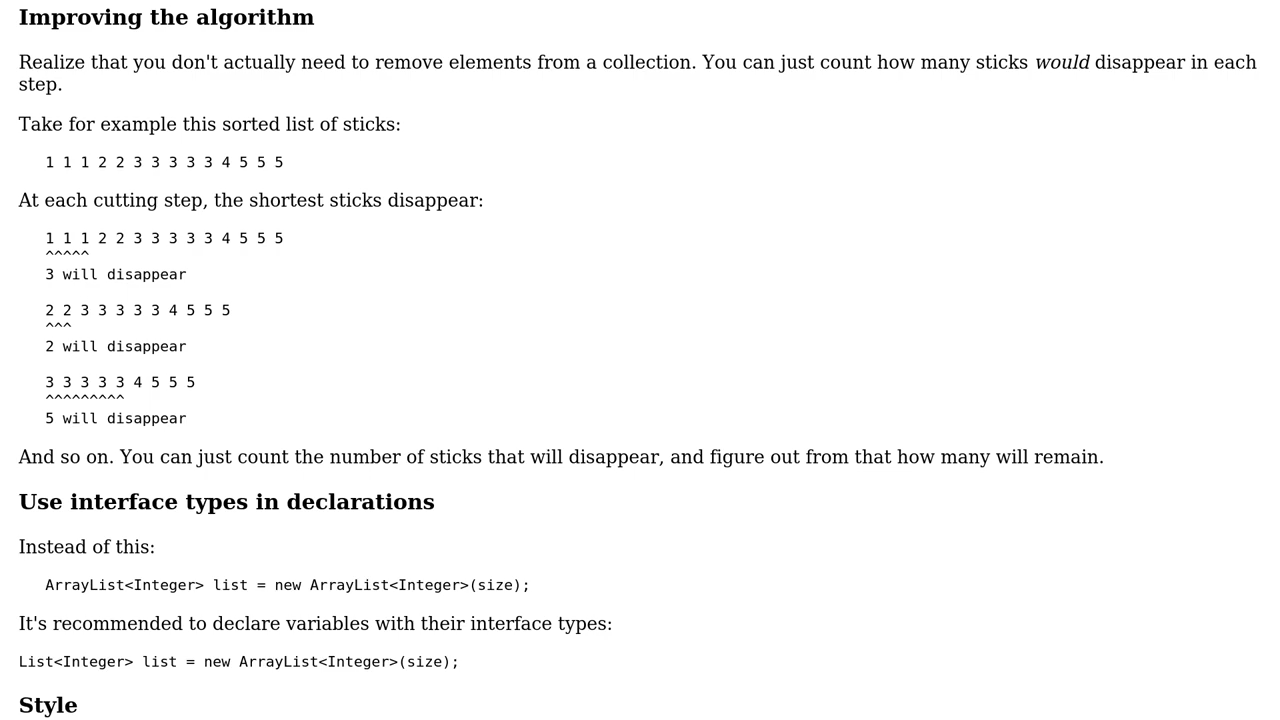 Improving the algorithm
Realize that you don't actually need to remove elements from a collection. You can just count how many sticks would disappear in each
step.
Take for example this sorted list of sticks:
1 1 1 2 2 3 3 3 3 3 4 5 5 5
At each cutting step, the shortest sticks disappear:
1 1 1 2 2 3 3 3 3 3 4 5 5 5
^^^^^
3 will disappear
2 2 3 3 3 3 3 4 5 5 5
^^^
2 will disappear
3 3 3 3 3 4 5 5 5
^^^^^^^^^
5 will disappear
And so on. You can just count the number of sticks that will disappear, and figure out from that how many will remain.
Use interface types in declarations
Instead of this:
ArrayList<Integer> list = new ArrayList<Integer>(size);
It's recommended to declare variables with their interface types:
List<Integer> list = new ArrayList<Integer>(size);
Style